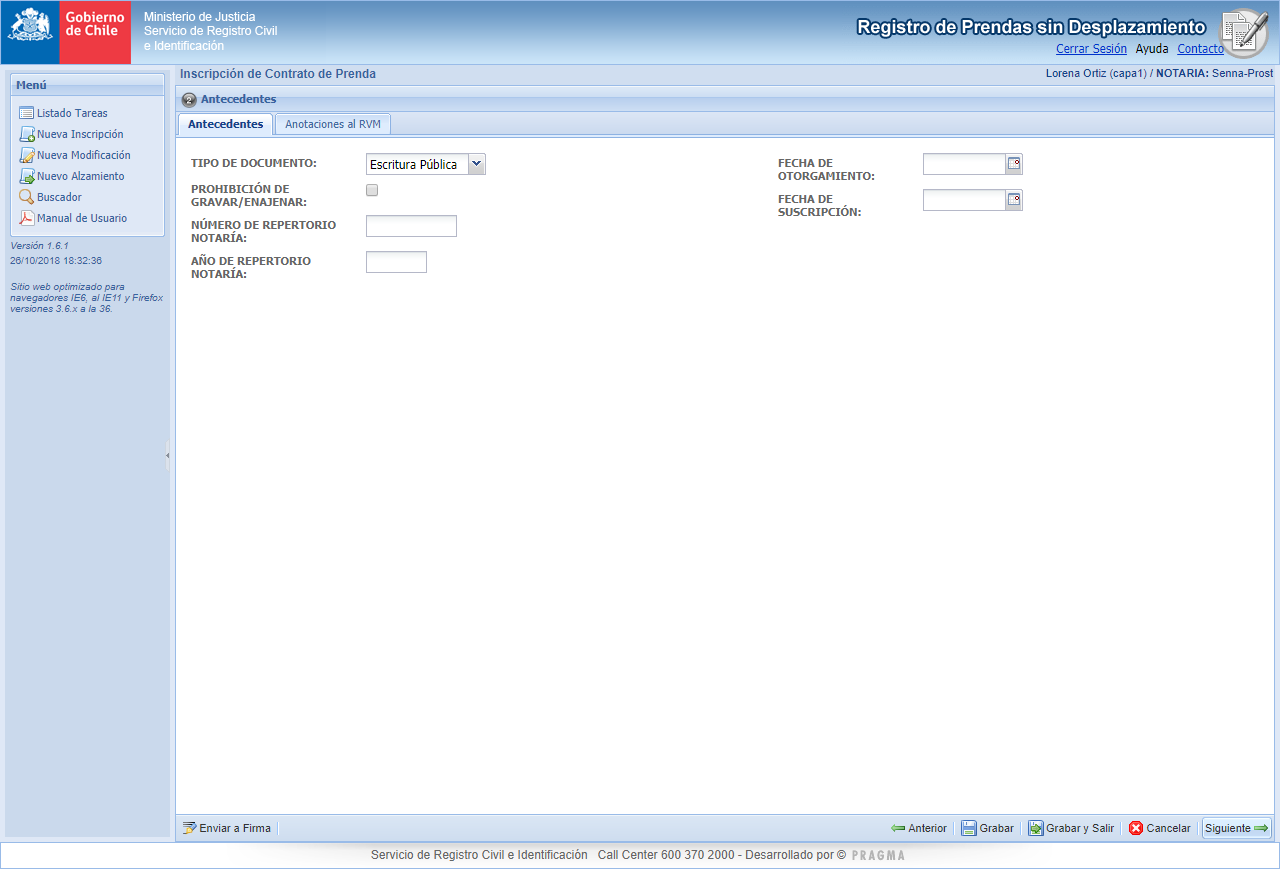 Gobierno
de Chile
Ministerio de Justicia
Servicio de Registro Civil
e Identificación
Registro de Prendas sin Desplazamiento
Cerrar Sesión Ayuda Contacto
Menú
Listado Tareas
Nueva Inscripción
Nueva Modificación
Nuevo Alzamiento
Buscador
Manual de Usuario
Versión 1.6.1
26/10/2018 18:32:36
Sitio web optimizado para
navegadores IE6, al IE11 y Firefox
versiones 3.6.x a la 36.
Inscripción de Contrato de Prenda
Lorena Ortiz (capa1) / NOTARIA: Senna-Prost
2 Antecedentes
Antecedentes Anotaciones al RVM
TIPO DE DOCUMENTO: Escritura Pública
PROHIBICIÓN DE
GRAVAR/ENAJENAR:
NÚMERO DE REPERTORIO
NOTARÍA:
AÑO DE REPERTORIO
NOTARÍA:
FECHA DE
OTORGAMIENTO:
FECHA DE
SUSCRIPCIÓN:
Enviar a Firma Anterior Grabar Grabar y Salir Cancelar Siguiente
Servicio de Registro Civil e Identificación Call Center 600 370 2000 - Desarrollado por © PRAGMA